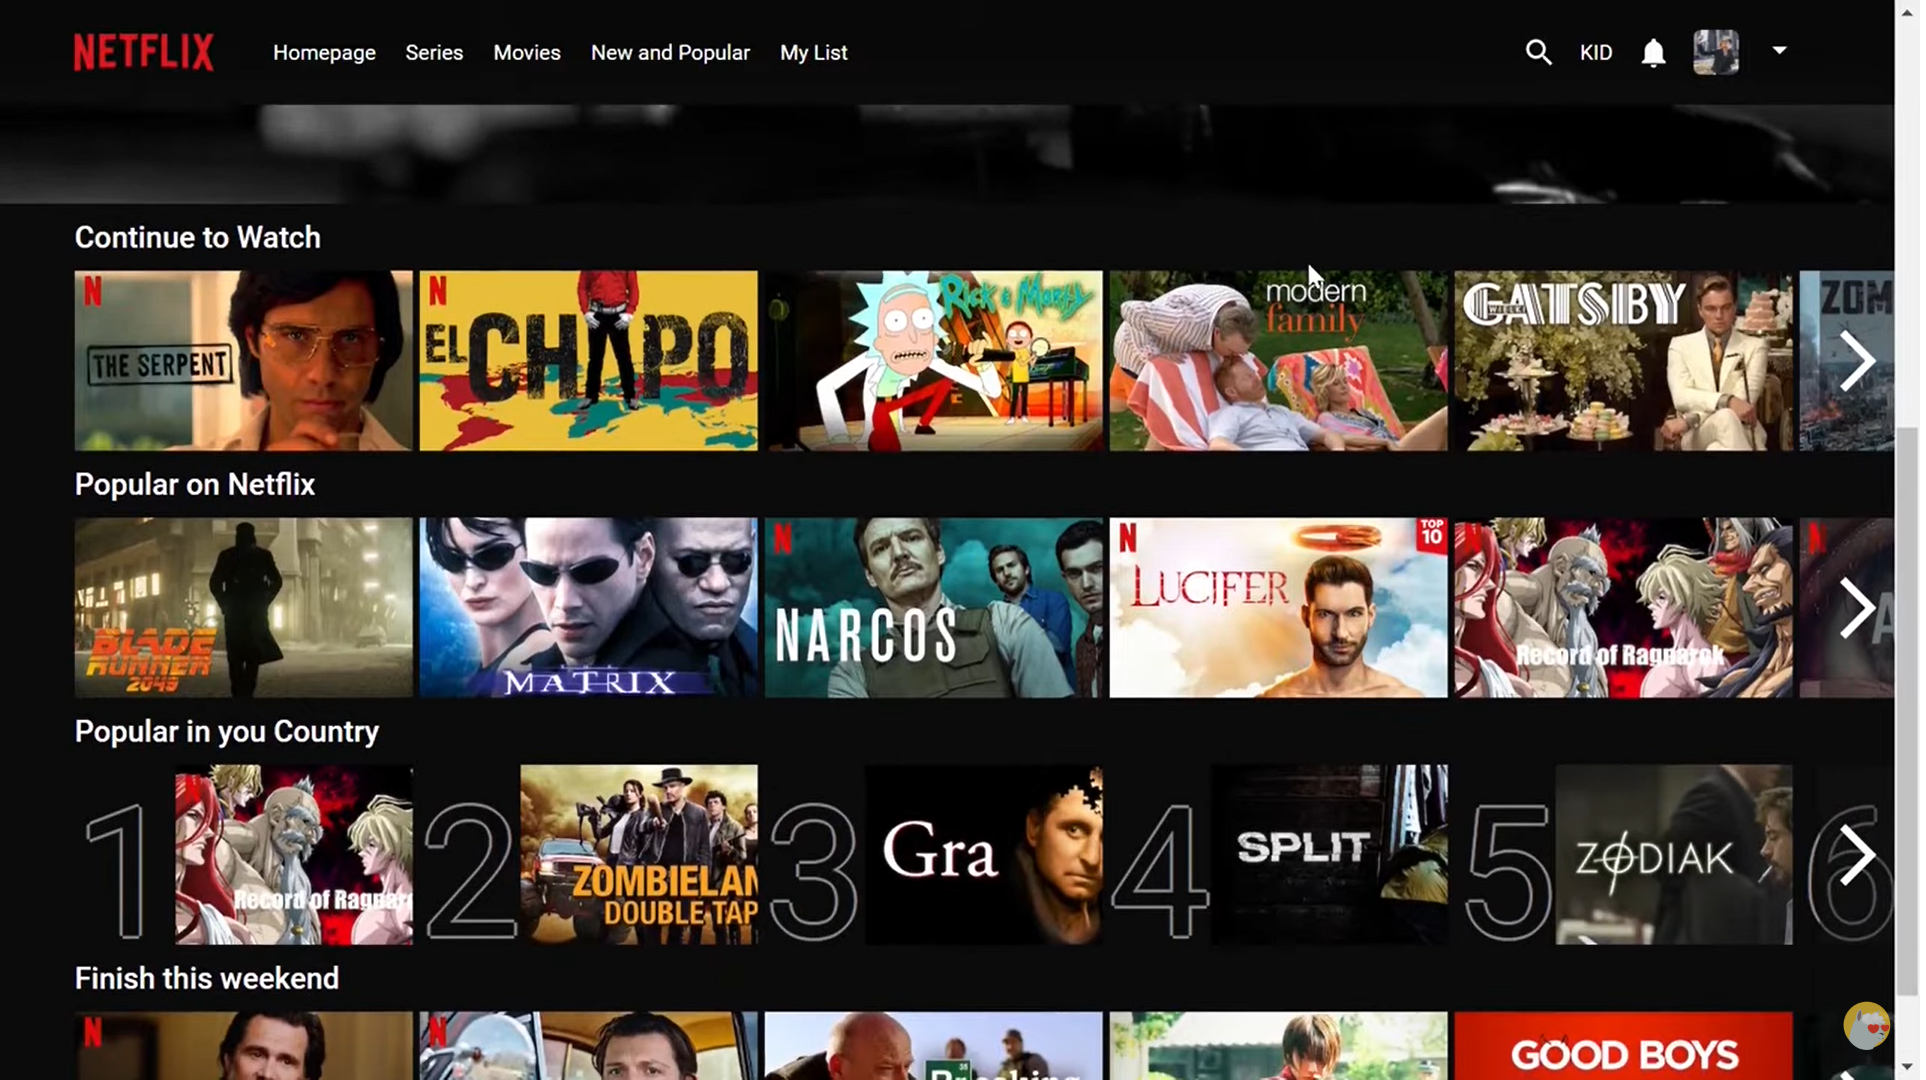 NETFLIX Homepage Series Movies New and Popular My List KID
Continue to Watch
N
THE SERPENT
N
EL CHAPO
Rick & Morty
modern
family
GATSBY
ZOM
Popular on Netflix
BLADE
RUNNER
2049
MATRIX
N
NARCOS
N
LUCIFER
TOP
10
Record of Ragnarok
N
A
Popular in you Country
1
Record of Ragnar
2
ZOMBIELAN
DOUBLE TAP
3
Gra
4
SPLIT
5
ZODIAK
6
Finish this weekend
N
N
35
Breaking
GOOD BOYS